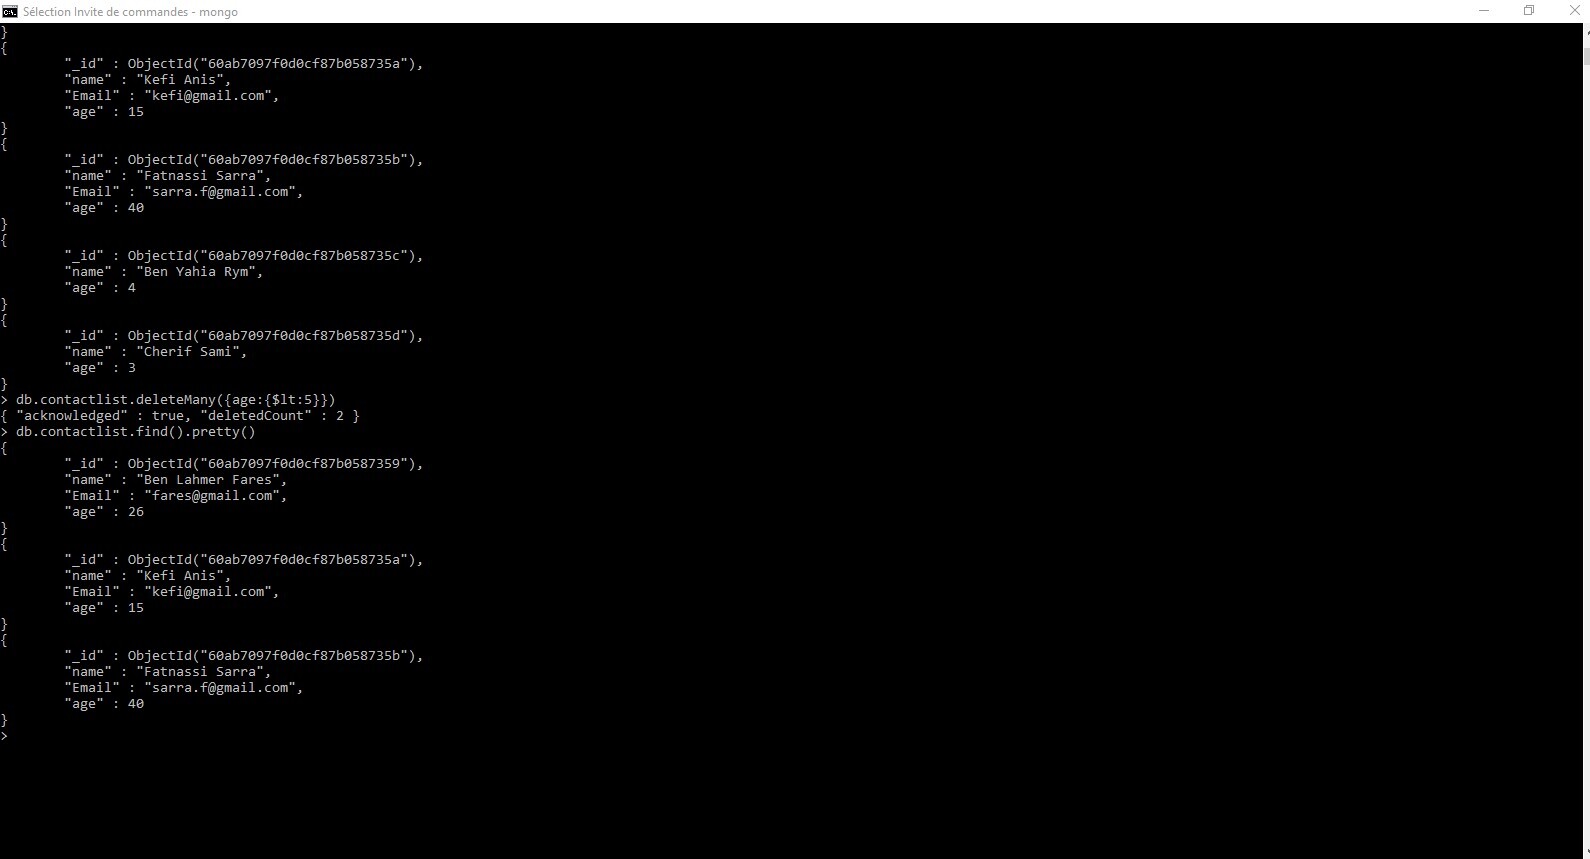 Sélection Invite de commandes - mongo
}
{
"_id" : ObjectId("60ab7097f0d0cf87b058735a"),
"name" : "Kefi Anis",
"Email" : "kefi@gmail.com",
"age" : 15
}
{
"_id" : ObjectId("60ab7097f0d0cf87b058735b"),
"name" : "Fatnassi Sarra",
"Email" : "sarra.f@gmail.com",
"age" : 40
}
{
"_id" : ObjectId("60ab7097f0d0cf87b058735c"),
"name" : "Ben Yahia Rym",
"age" : 4
}
{
"_id" : ObjectId("60ab7097f0d0cf87b058735d"),
"name" : "Cherif Sami",
"age" : 3
}
> db.contactlist.deleteMany({age:{$lt:5}})
{ "acknowledged" : true, "deletedCount" : 2 }
> db.contactlist.find().pretty()
{
"_id" : ObjectId("60ab7097f0d0cf87b0587359"),
"name" : "Ben Lahmer Fares",
"Email" : "fares@gmail.com",
"age" : 26
}
{
"_id" : ObjectId("60ab7097f0d0cf87b058735a"),
"name" : "Kefi Anis",
"Email" : "kefi@gmail.com",
"age" : 15
}
{
"_id" : ObjectId("60ab7097f0d0cf87b058735b"),
"name" : "Fatnassi Sarra",
"Email" : "sarra.f@gmail.com",
"age" : 40
}
>